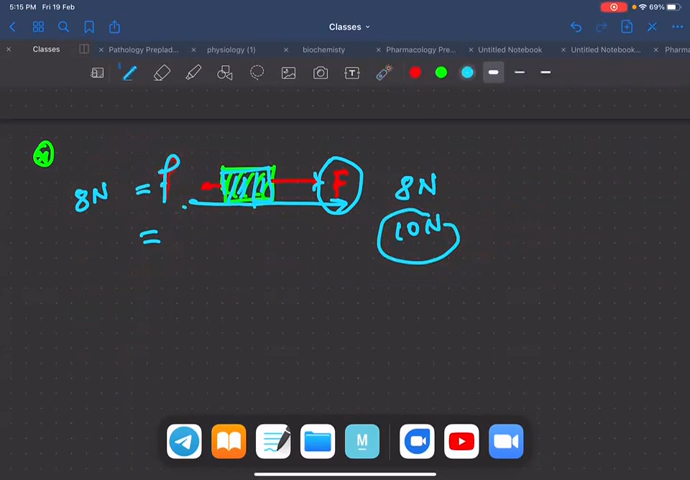 5:15 PM Fri 19 Feb
69%
Classes
Classes
Pathology Preplad...
physiology (1)
biochemisty
Pharmacology Pre...
Untitled Notebook
Untitled Notebook...
Pharma
T
8N = f F 8N
= 10N
M